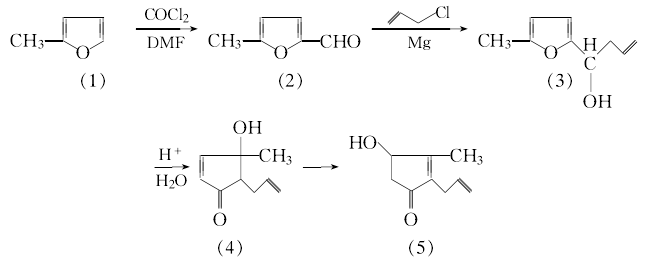 COCl₂
Cl
CH₃
O
DMF
CH₃
O
CHO
Mg
CH₃
O
H
C
OH
(1)
(2)
(3)
OH
H⁺
H₂O
CH₃
O
HO
CH₃
O
(4)
(5)